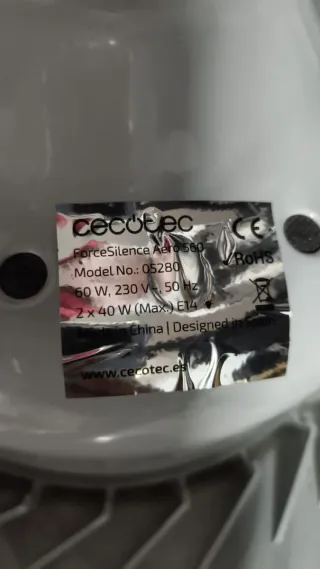 cecotec
CE
ForceSilence Aero 560
RoHS
Model No.: 05280
60 W, 230 V~, 50 Hz
2 x 40 W (Max.) E14
China | Designed in
www.cecotec.es